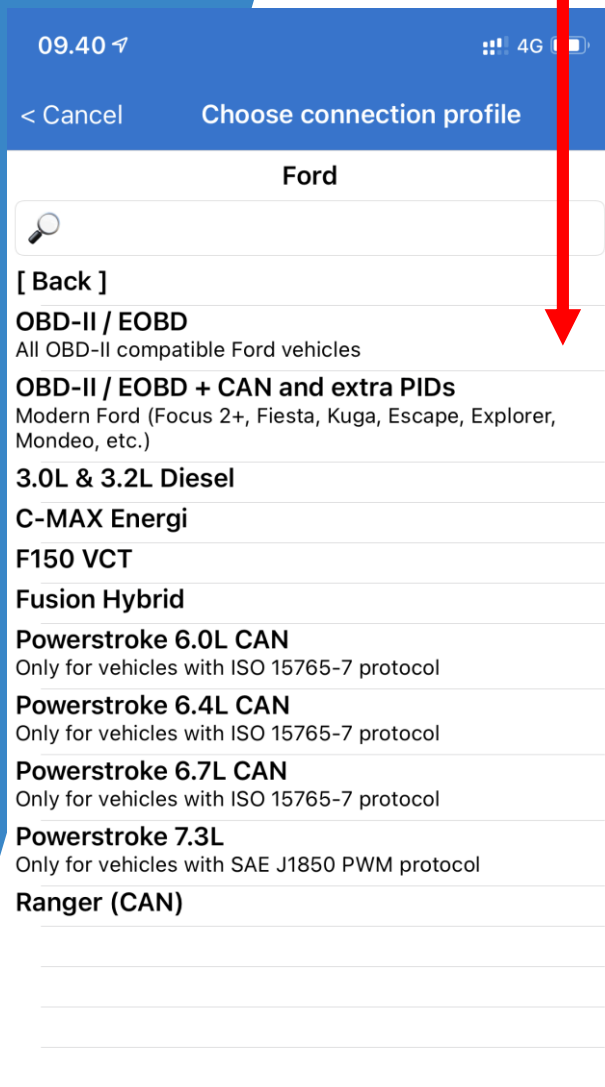 09.40
4G
< Cancel
Choose connection profile
Ford
[ Back ]
OBD-II / EOBD
All OBD-II compatible Ford vehicles
OBD-II / EOBD + CAN and extra PIDs
Modern Ford (Focus 2+, Fiesta, Kuga, Escape, Explorer,
Mondeo, etc.)
3.0L & 3.2L Diesel
C-MAX Energi
F150 VCT
Fusion Hybrid
Powerstroke 6.0L CAN
Only for vehicles with ISO 15765-7 protocol
Powerstroke 6.4L CAN
Only for vehicles with ISO 15765-7 protocol
Powerstroke 6.7L CAN
Only for vehicles with ISO 15765-7 protocol
Powerstroke 7.3L
Only for vehicles with SAE J1850 PWM protocol
Ranger (CAN)